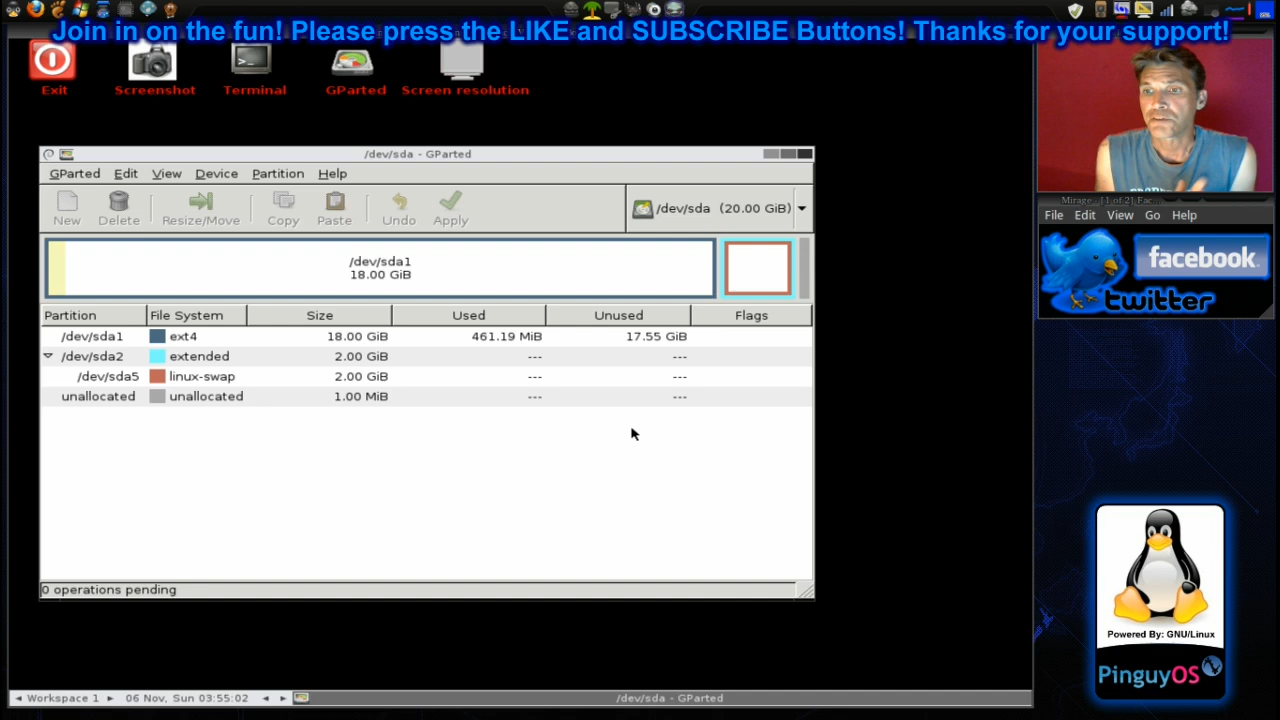 Join in on the fun! Please press the LIKE and SUBSCRIBE Buttons! Thanks for your support!
Exit
Screenshot
Terminal
GParted
Screen resolution
/dev/sda - GParted
GParted Edit View Device Partition Help
New Delete Resize/Move Copy Paste Undo Apply
/dev/sda (20.00 GiB)
/dev/sda1
18.00 GiB
Partition File System Size Used Unused Flags
/dev/sda1 ext4 18.00 GiB 461.19 MiB 17.55 GiB
/dev/sda2 extended 2.00 GiB --- ---
/dev/sda5 linux-swap 2.00 GiB --- ---
unallocated unallocated 1.00 MiB --- ---
0 operations pending
Workspace 1 06 Nov, Sun 03:55:02
/dev/sda - GParted
Mirage - [1 of 2] Fac...
File Edit View Go Help
facebook
twitter
Powered By: GNU/Linux
PinguyOS